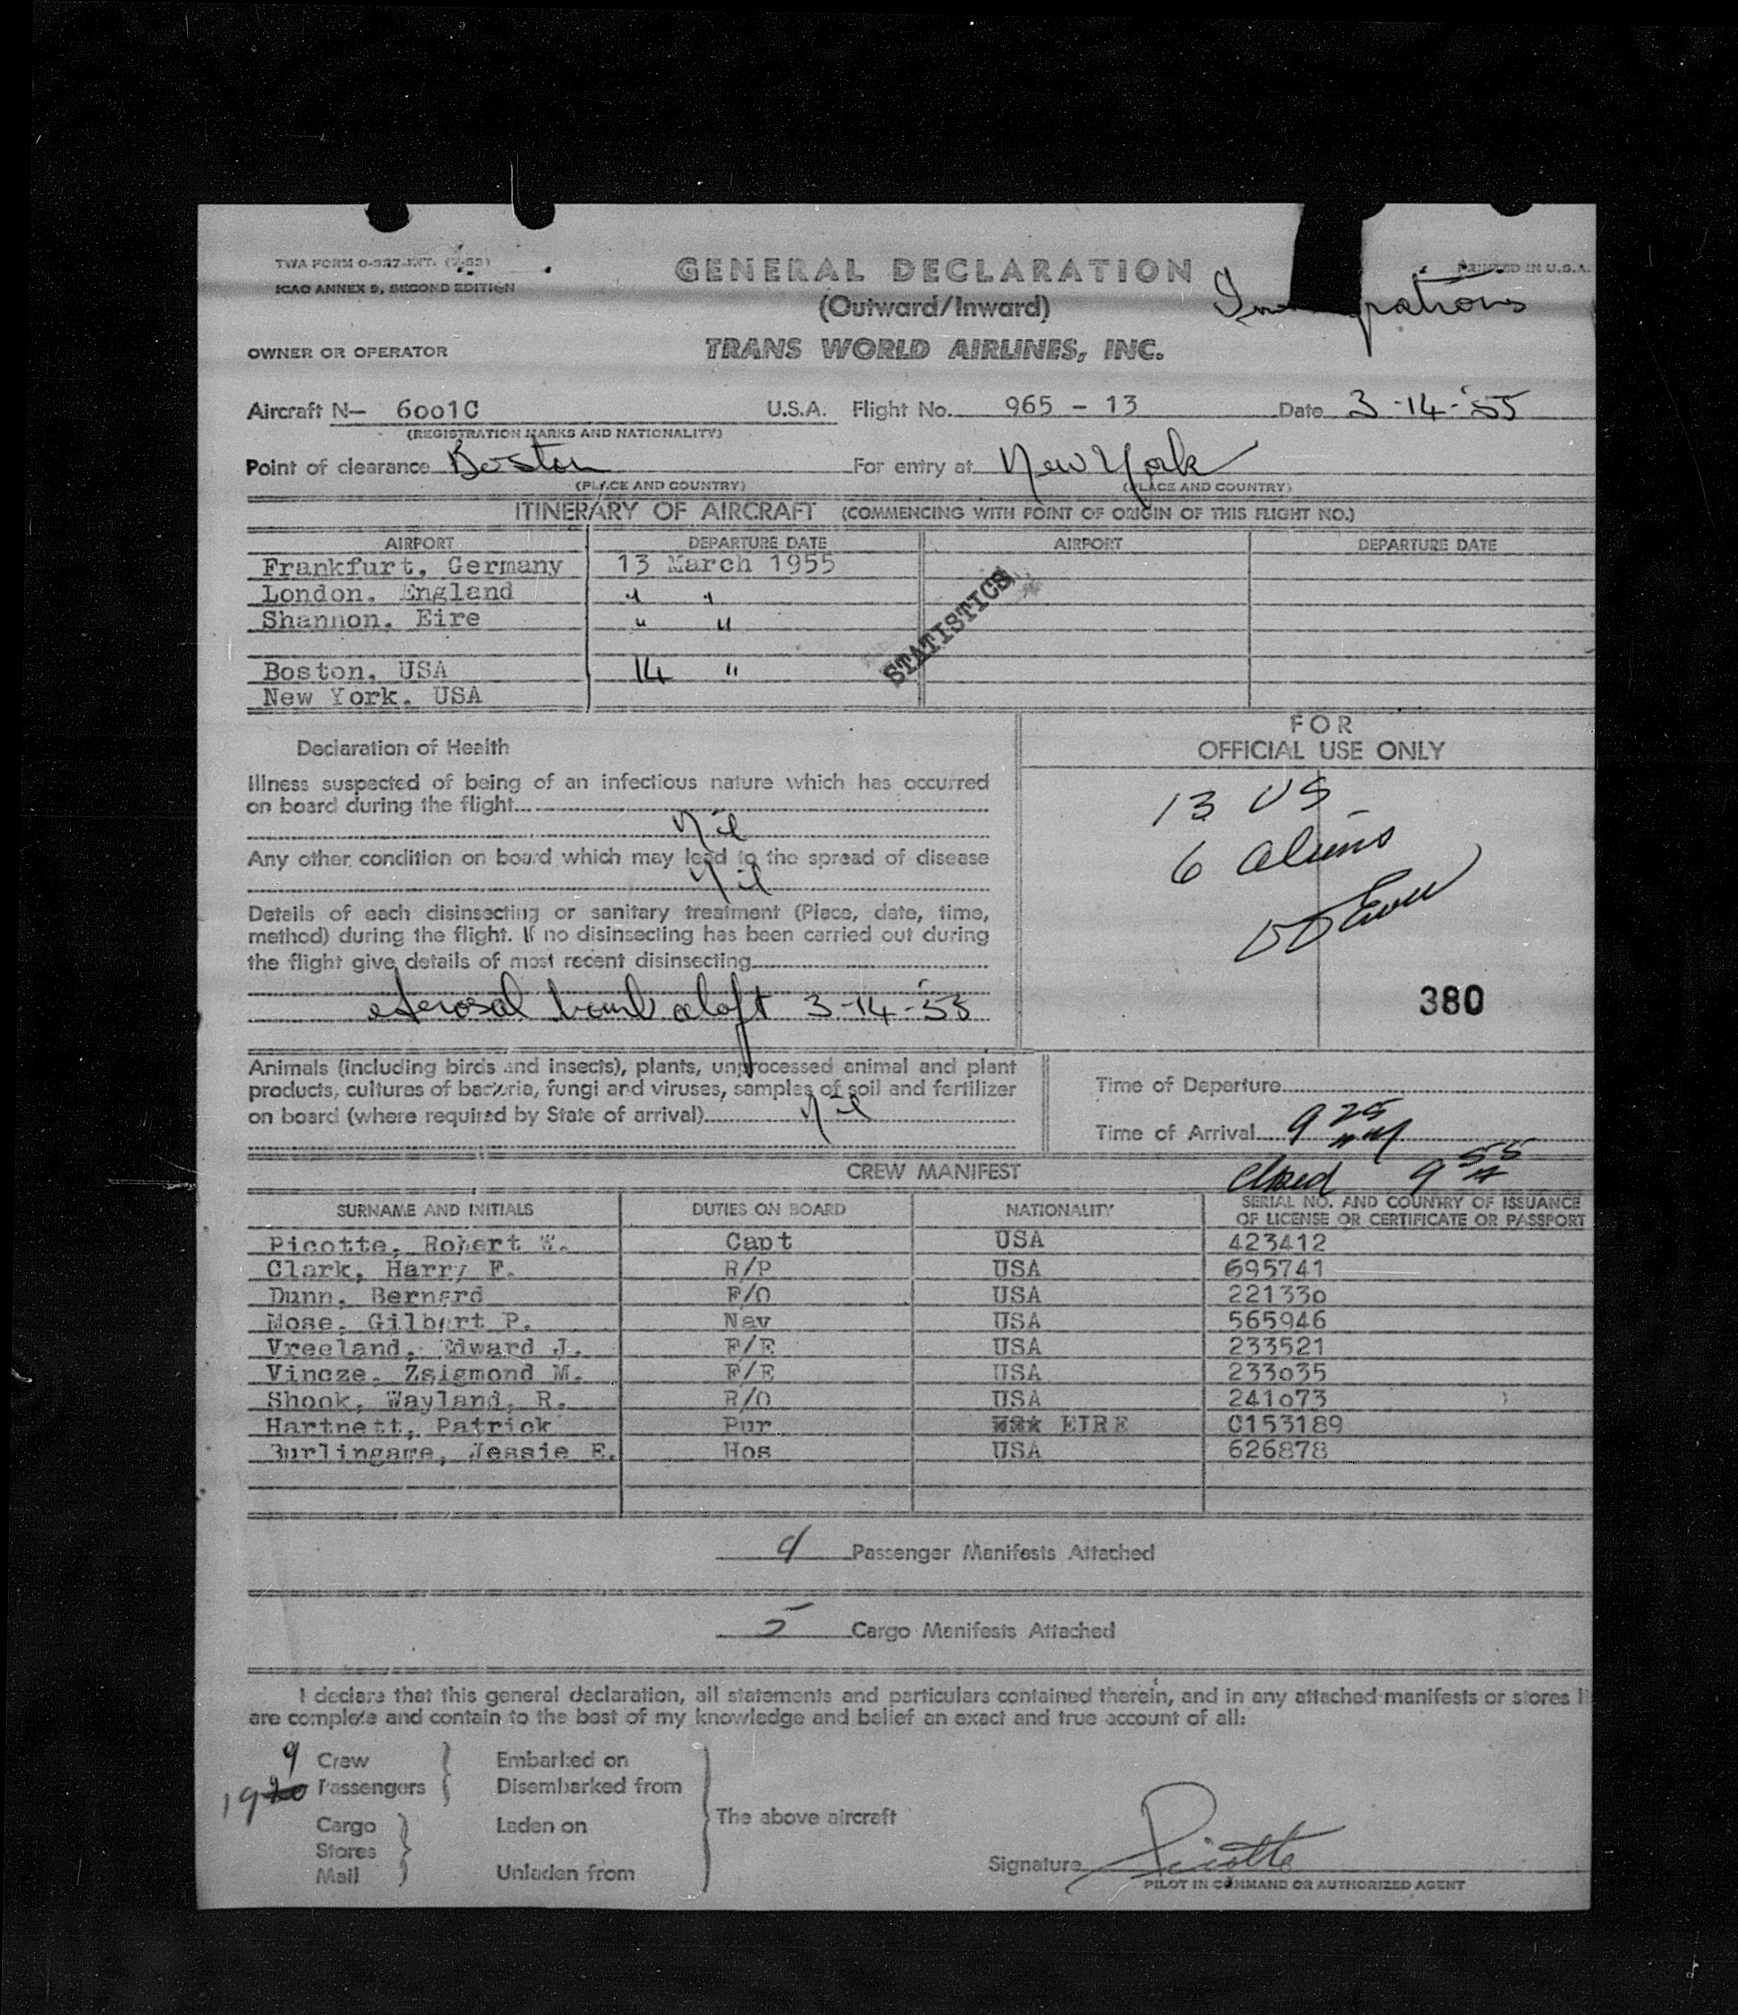 TWA FORM O-927-INT.
PRINTED IN U.S.A.
ICAO ANNEX 9, SECOND EDITION
GENERAL DECLARATION
(Outward/Inward)
OWNER OR OPERATOR TRANS WORLD AIRLINES, INC.
Aircraft N- 6001C U.S.A. Flight No. 965 - 13 Date 3-14-'55
(REGISTRATION MARKS AND NATIONALITY)
Point of clearance Boston For entry at New York
(PLACE AND COUNTRY) (PLACE AND COUNTRY)
ITINERARY OF AIRCRAFT (COMMENCING WITH POINT OF ORIGIN OF THIS FLIGHT NO.)
AIRPORT DEPARTURE DATE AIRPORT DEPARTURE DATE
Frankfurt, Germany 13 March 1955
London, England " "
Shannon, Eire " "
Boston, USA 14 "
New York, USA
STATISTICS
Declaration of Health
Illness suspected of being of an infectious nature which has occurred
on board during the flight
Nil
Any other condition on board which may lead to the spread of disease
Nil
Details of each disinsecting or sanitary treatment (Place, date, time,
method) during the flight. If no disinsecting has been carried out during
the flight give details of most recent disinsecting
Aerosol bomb aloft 3-14-'55
FOR
OFFICIAL USE ONLY
13 US
6 aliens
380
Animals (including birds and insects), plants, unprocessed animal and plant
products, cultures of bacteria, fungi and viruses, samples of soil and fertilizer
on board (where required by State of arrival) Nil
Time of Departure
Time of Arrival 9 25 AM
Closed 9 55 A
CREW MANIFEST
SURNAME AND INITIALS DUTIES ON BOARD NATIONALITY SERIAL NO. AND COUNTRY OF ISSUANCE
OF LICENSE OR CERTIFICATE OR PASSPORT
Picotte, Robert W. Capt USA 423412
Clark, Harry F. R/P USA 695741
Dunn, Bernard F/O USA 221330
Mose, Gilbert P. Nav USA 565946
Vreeland, Edward J. F/E USA 233521
Vincze, Zsigmond M. F/E USA 233035
Shook, Wayland, R. R/O USA 241073
Hartnett, Patrick Pur EIRE C153189
Burlingame, Jessie E. Hos USA 626878
4 Passenger Manifests Attached
5 Cargo Manifests Attached
I declare that this general declaration, all statements and particulars contained therein, and in any attached manifests or stores li
are complete and contain to the best of my knowledge and belief an exact and true account of all:
9 Crew Embarked on
19 Passengers Disembarked from
Cargo Laden on The above aircraft
Stores
Mail Unladen from
Signature Picotte
PILOT IN COMMAND OR AUTHORIZED AGENT